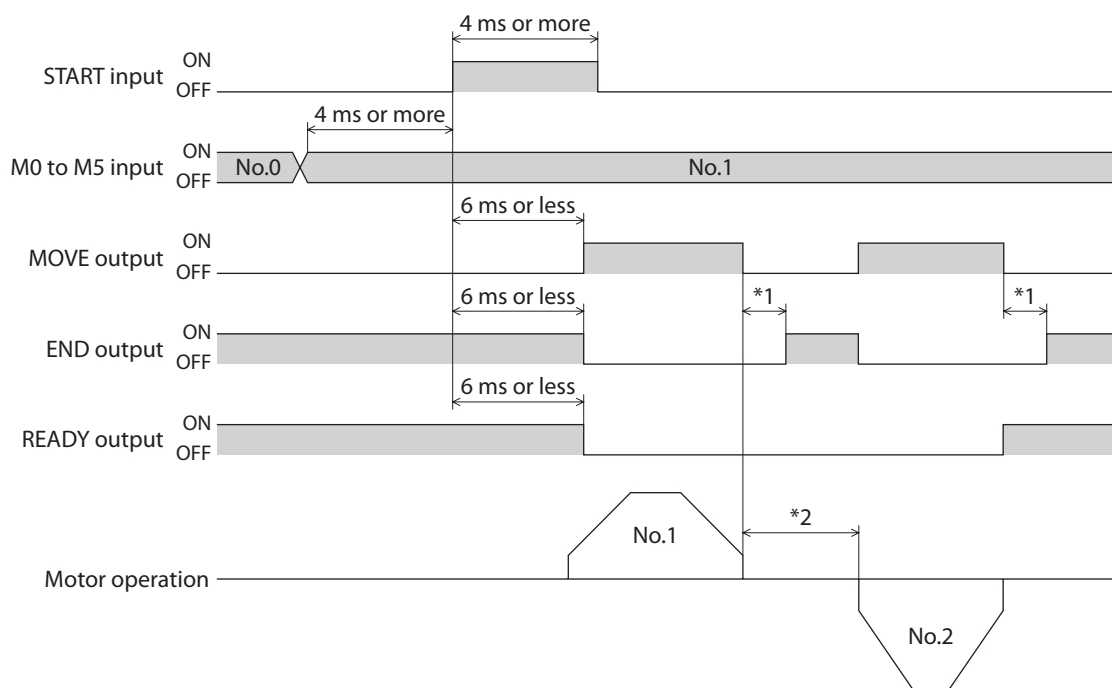 4 ms or more
START input ON OFF
4 ms or more
M0 to M5 input ON OFF No.0 No.1
6 ms or less
MOVE output ON OFF
6 ms or less *1 *1
END output ON OFF
6 ms or less
READY output ON OFF
No.1 *2
Motor operation
No.2